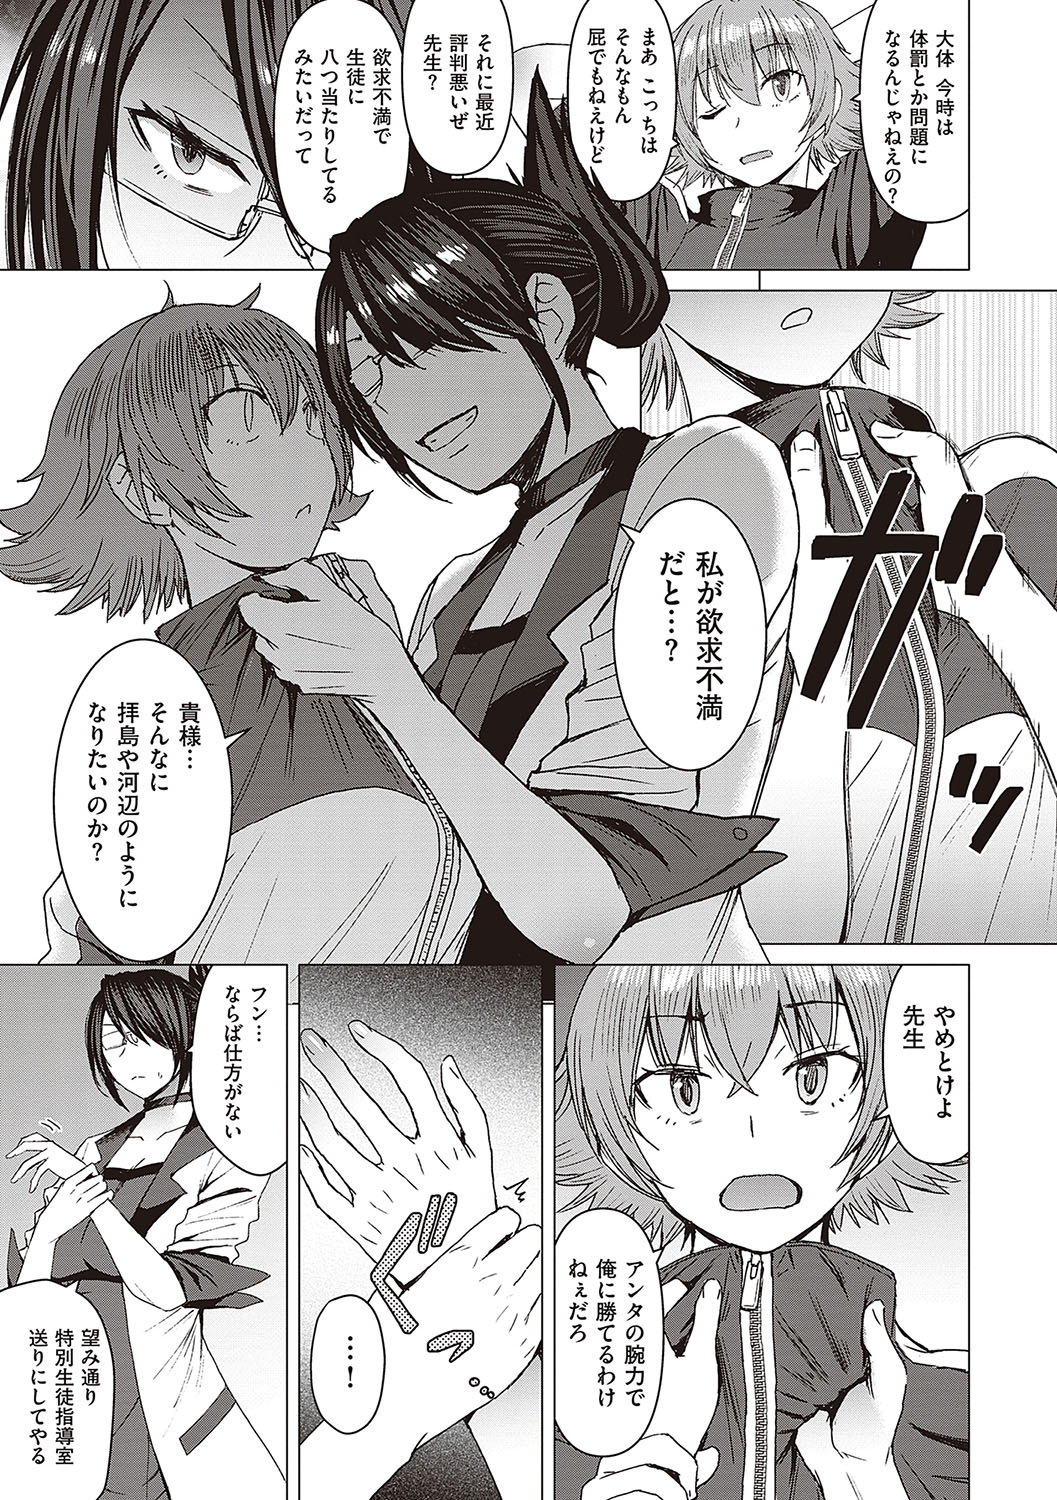 大体 今時は
体罰とか問題に
なるんじゃねえの?
まあ こっちは
そんなもん
屁でもねえけど
それに最近
評判悪いぜ
先生?
欲求不満で
生徒に
八つ当たりしてる
みたいだって
ガッ
私が欲求不満
だと…?
貴様…
そんなに
拝島や河辺のように
なりたいのか?
やめとけよ
先生
アンタの腕力で
俺に勝てるわけ
ねぇだろ
ぐ…
…!
フン…
ならば仕方がない
望み通り
特別生徒指導室
送りにしてやる